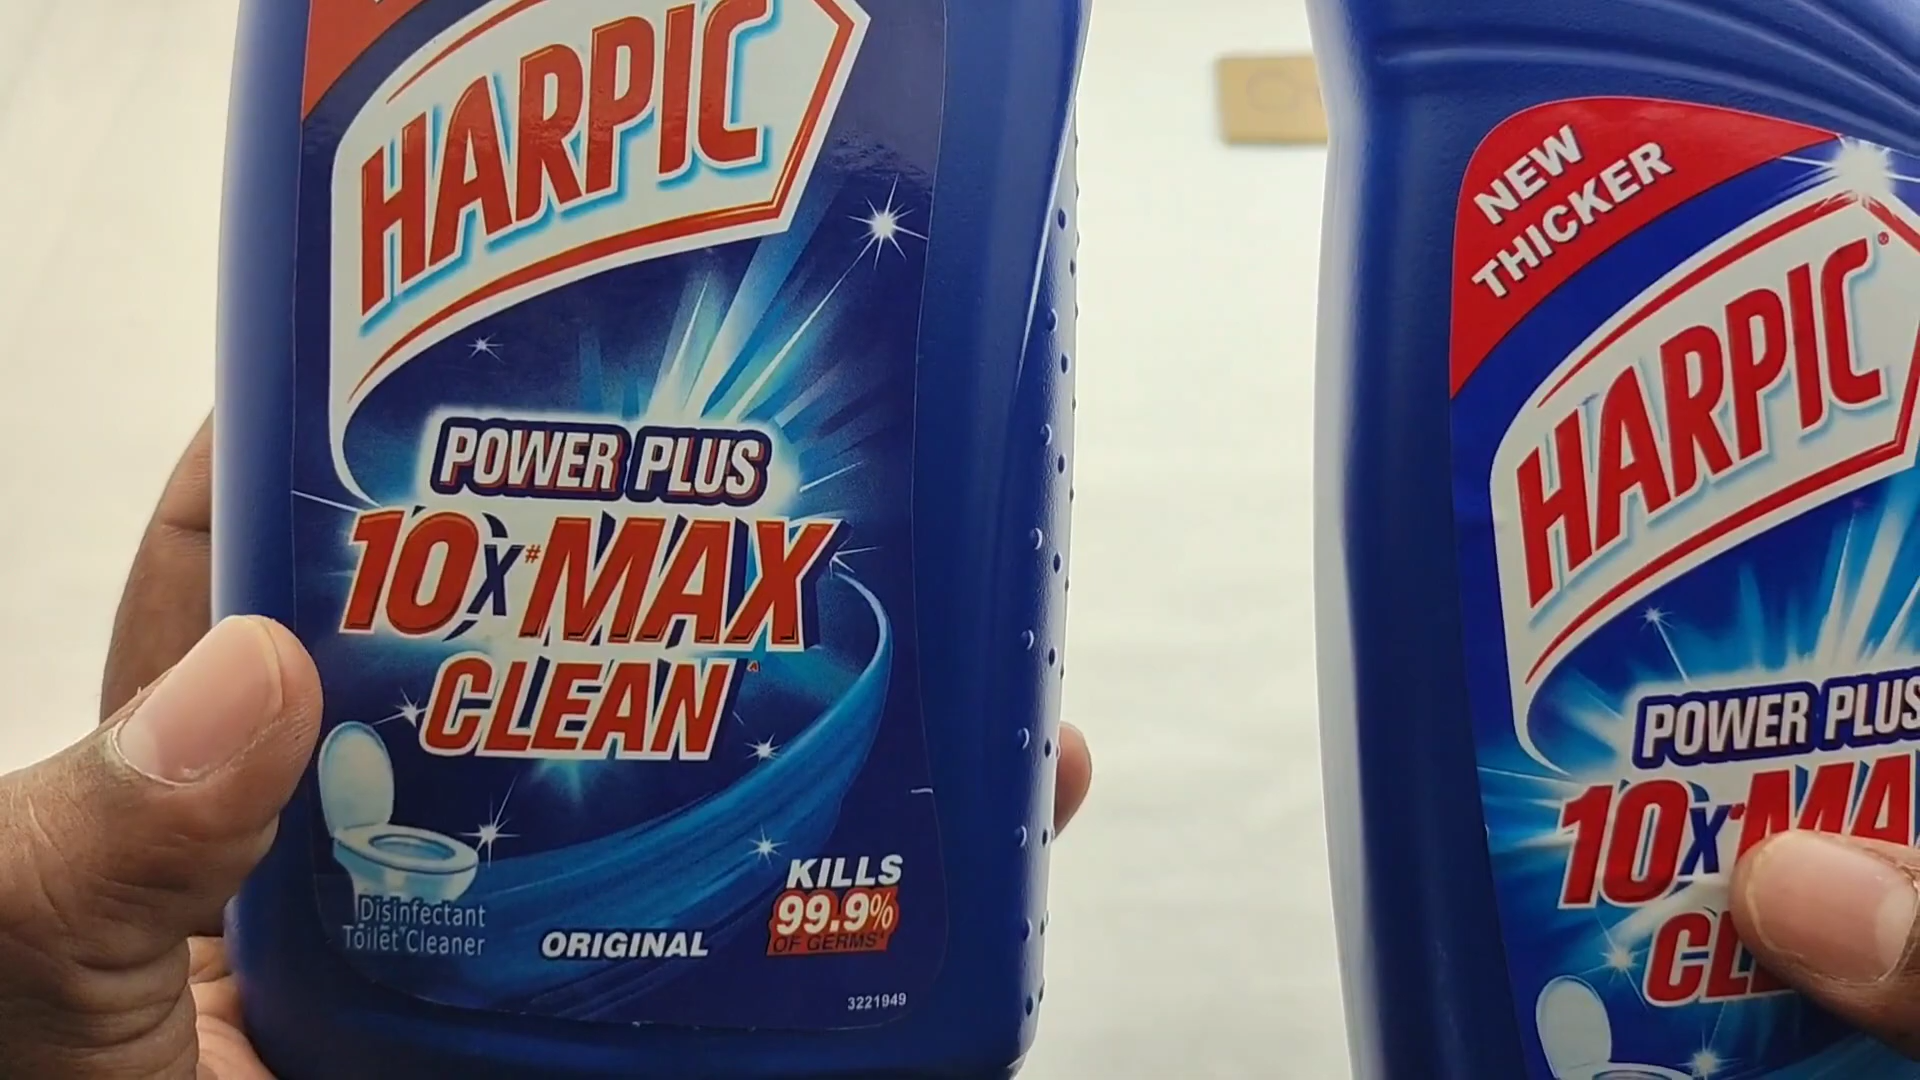 HARPIC
POWER PLUS
10x#MAX
CLEAN
Disinfectant
Toilet Cleaner
ORIGINAL
KILLS
99.9%
OF GERMS*
3221949
NEW
THICKER
HARPIC®
POWER PLUS
10x